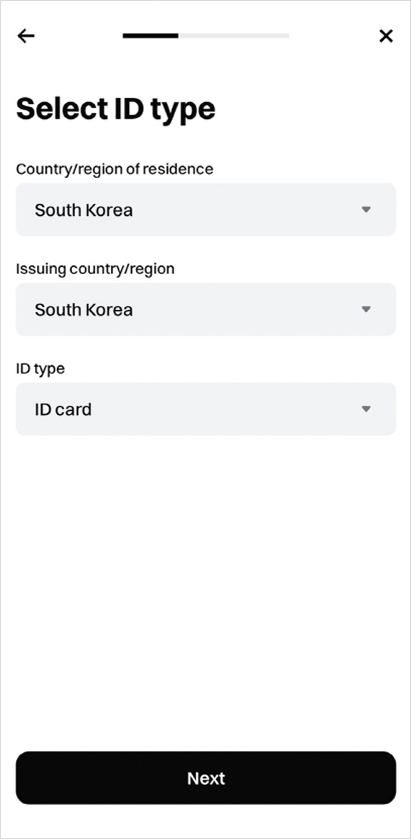 Select ID type
Country/region of residence
South Korea
Issuing country/region
South Korea
ID type
ID card
Next